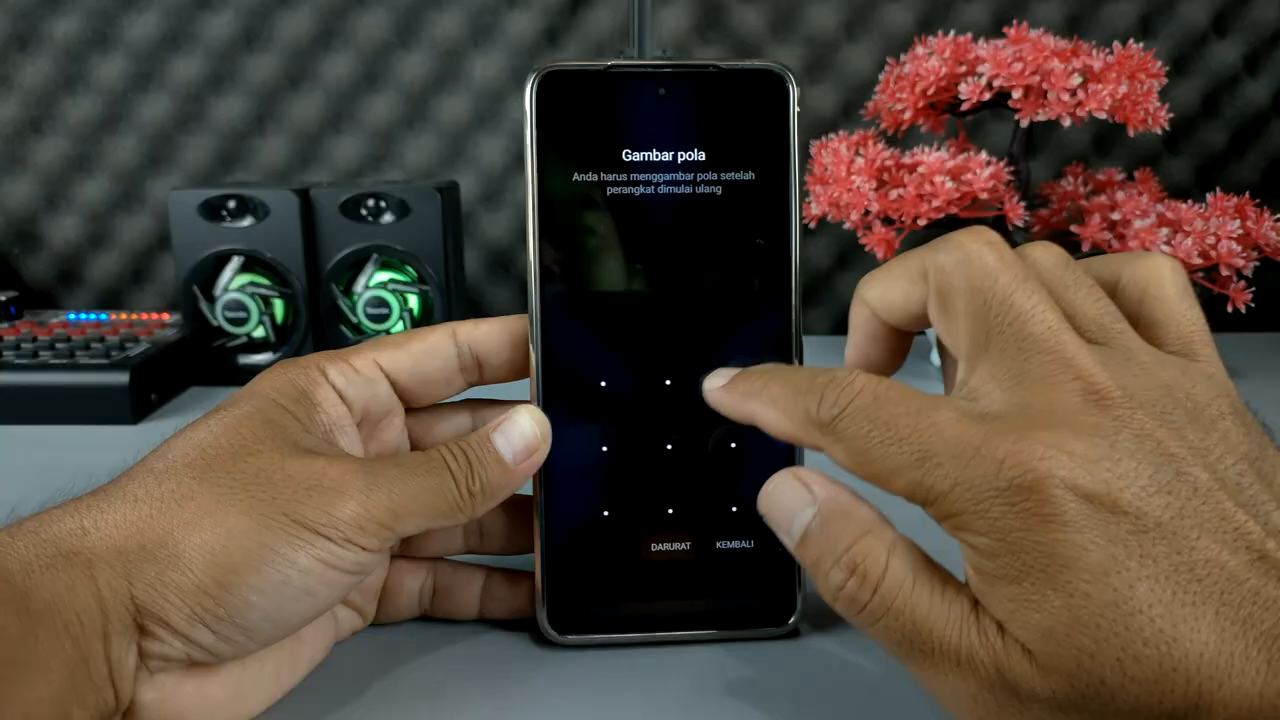 Gambar pola
Anda harus menggambar pola setelah
perangkat dimulai ulang
DARURAT KEMBALI